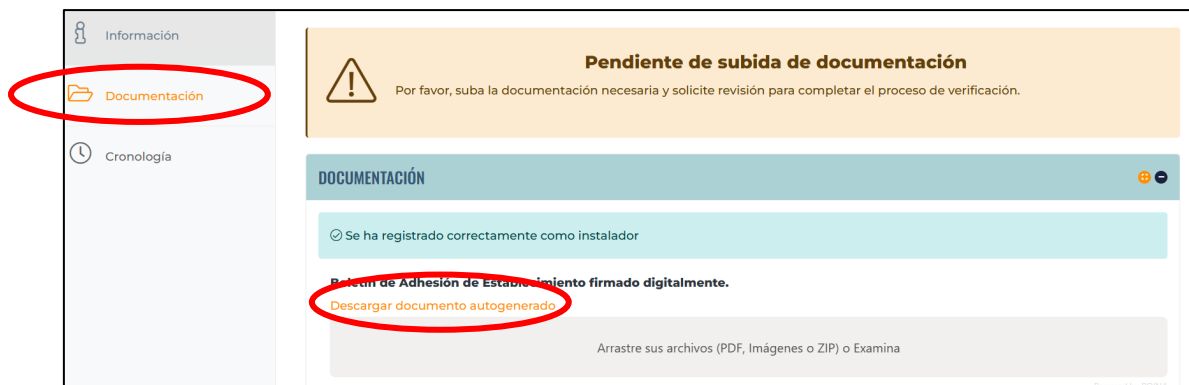 Información
Documentación
Cronología
Pendiente de subida de documentación
Por favor, suba la documentación necesaria y solicite revisión para completar el proceso de verificación.
DOCUMENTACIÓN
Se ha registrado correctamente como instalador
Boletín de Adhesión de Establecimiento firmado digitalmente.
Descargar documento autogenerado
Arrastre sus archivos (PDF, Imágenes o ZIP) o Examina